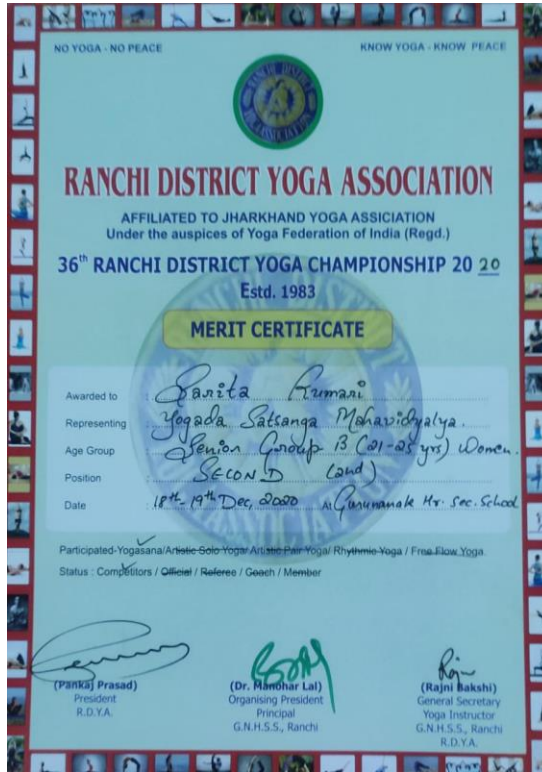 NO YOGA - NO PEACE KNOW YOGA - KNOW PEACE
RANCHI DISTRICT YOGA ASSOCIATION
RANCHI DISTRICT YOGA ASSOCIATION
AFFILIATED TO JHARKHAND YOGA ASSICIATION
Under the auspices of Yoga Federation of India (Regd.)
36th RANCHI DISTRICT YOGA CHAMPIONSHIP 2020
Estd. 1983
MERIT CERTIFICATE
Awarded to : Sarita Kumari
Representing : Yogada Satsanga Mahavidyalya.
Age Group : Senior Group B (21-25 yrs) Women.
Position : SECOND (2nd)
Date : 18th - 19th Dec, 2020 At Gurunanak Hr. Sec. School
Participated-Yogasana/Artistic Solo Yoga/ Artistic Pair Yoga/ Rhythmic Yoga / Free Flow Yoga.
Status : Competitors / Official / Referee / Coach / Member
(Pankaj Prasad) (Dr. Manohar Lal) (Rajni Bakshi)
President Organising President General Secretary
R.D.Y.A. Principal Yoga Instructor
G.N.H.S.S., Ranchi G.N.H.S.S., Ranchi
R.D.Y.A.